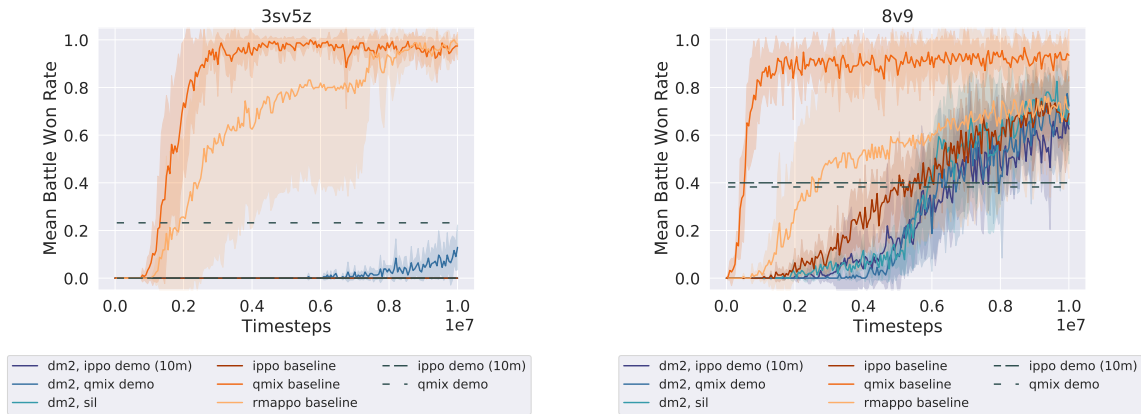 3sv5z
1.0
0.8
0.6
0.4
0.2
0.0
Mean Battle Won Rate
0.0 0.2 0.4 0.6 0.8 1.0
1e7
Timesteps
dm2, ippo demo (10m)
dm2, qmix demo
dm2, sil
ippo baseline
qmix baseline
rmappo baseline
ippo demo (10m)
qmix demo
8v9
1.0
0.8
0.6
0.4
0.2
0.0
Mean Battle Won Rate
0.0 0.2 0.4 0.6 0.8 1.0
1e7
Timesteps
dm2, ippo demo (10m)
dm2, qmix demo
dm2, sil
ippo baseline
qmix baseline
rmappo baseline
ippo demo (10m)
qmix demo